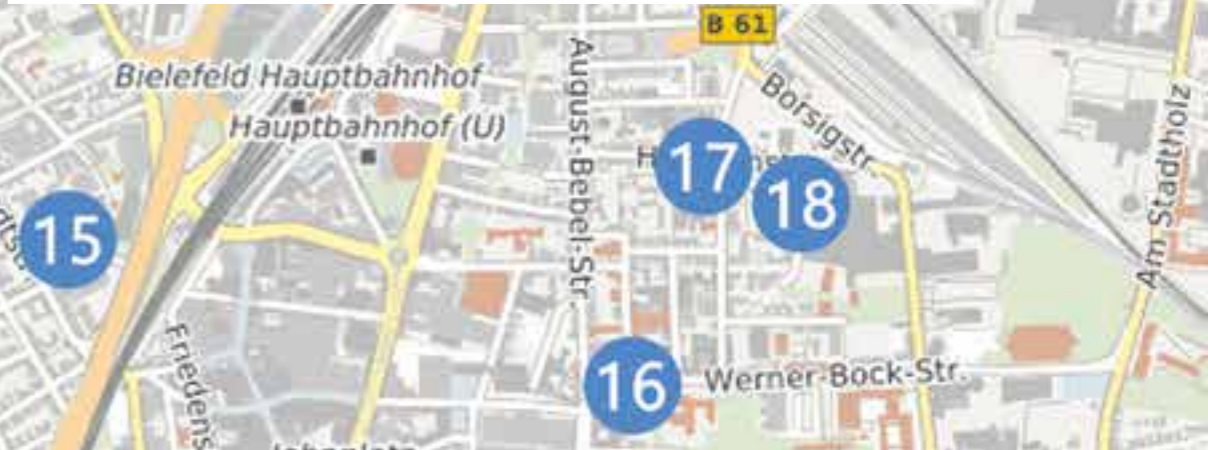 B 61
Bielefeld Hauptbahnhof
Hauptbahnhof (U)
August-Bebel-Str.
Borsigstr.
Am Stadtholz
17
18
15
16
Werner-Bock-Str.
Friedens